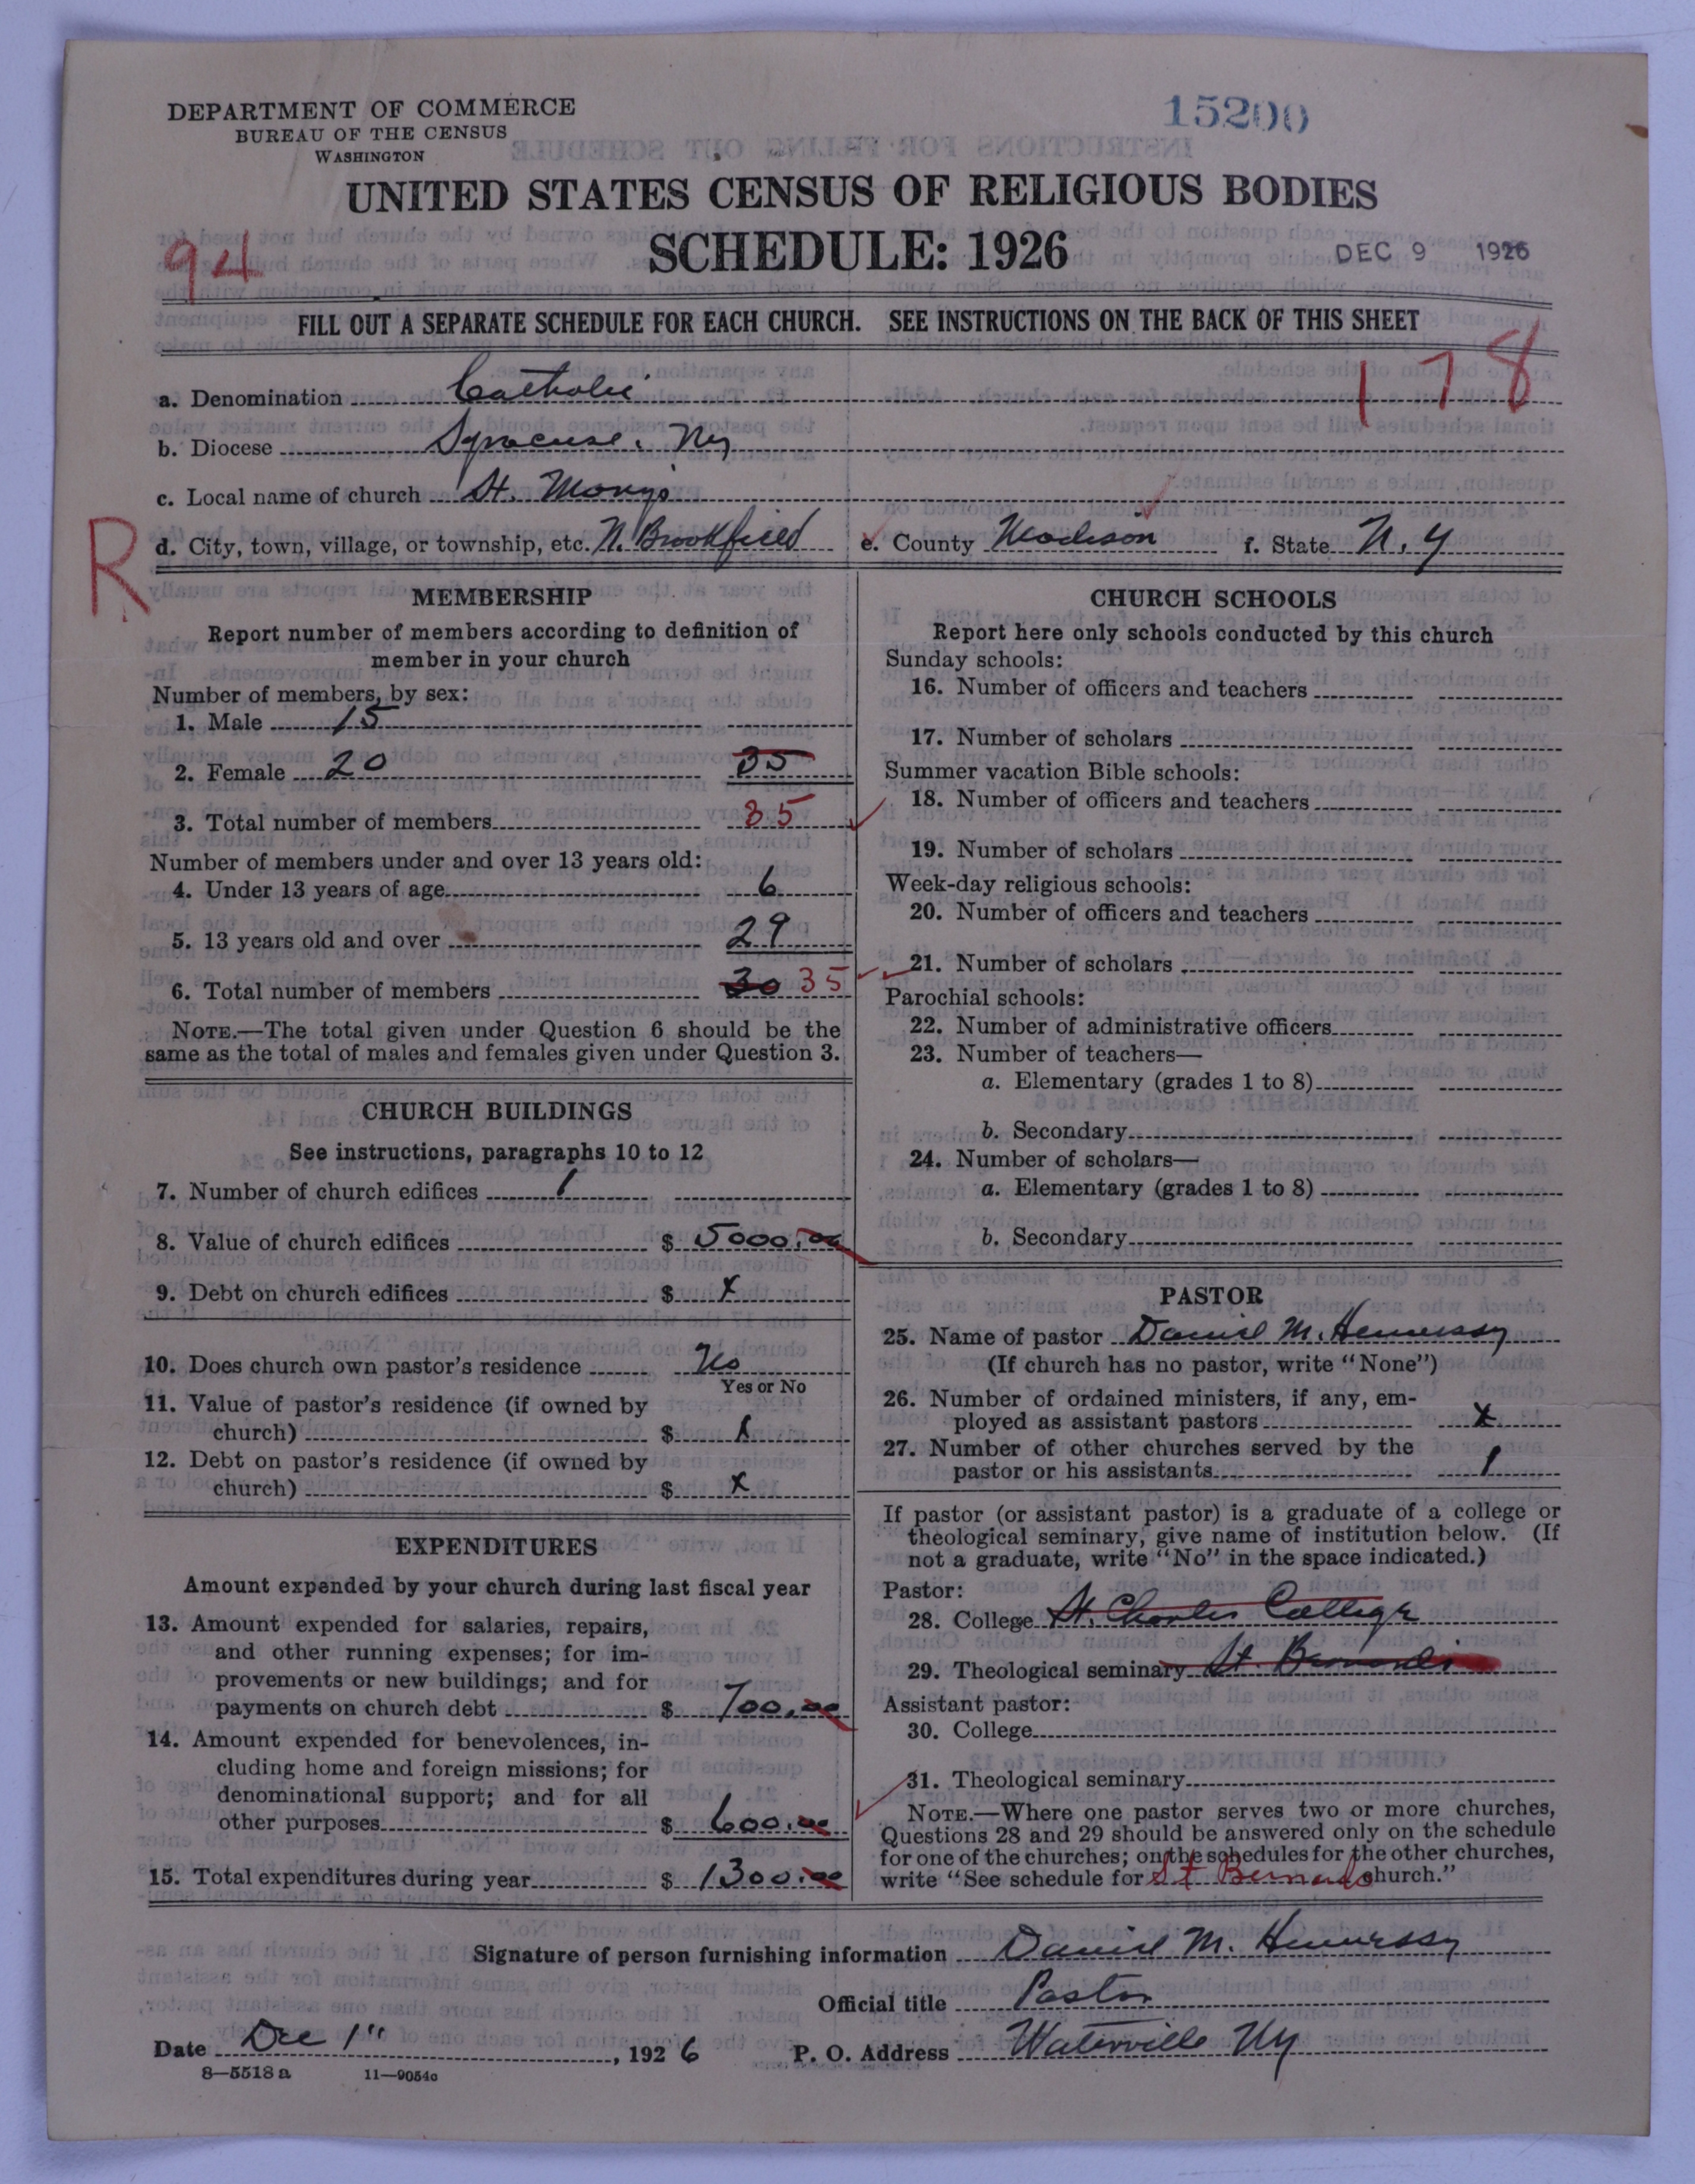 DEPARTMENT OF COMMERCE
BUREAU OF THE CENSUS
WASHINGTON
15200
UNITED STATES CENSUS OF RELIGIOUS BODIES
94
SCHEDULE: 1926
DEC 9 1926
FILL OUT A SEPARATE SCHEDULE FOR EACH CHURCH. SEE INSTRUCTIONS ON THE BACK OF THIS SHEET
178
a. Denomination Catholic
b. Diocese Syracuse. Ny
c. Local name of church St.
R
d. City, town, village, or township, etc. N. Brookfield e. County Madison f. State N. Y
MEMBERSHIP
Report number of members according to definition of
member in your church
Number of members, by sex:
1. Male 15
2. Female 20 35
3. Total number of members 35
Number of members under and over 13 years old:
4. Under 13 years of age 6
5. 13 years old and over 29
6. Total number of members 30 35
NOTE.—The total given under Question 6 should be the
same as the total of males and females given under Question 3.
CHURCH BUILDINGS
See instructions, paragraphs 10 to 12
7. Number of church edifices 1
8. Value of church edifices $ 5000.00
9. Debt on church edifices $ x
10. Does church own pastor's residence No
Yes or No
11. Value of pastor's residence (if owned by
church) $ x
12. Debt on pastor's residence (if owned by
church) $ x
EXPENDITURES
Amount expended by your church during last fiscal year
13. Amount expended for salaries, repairs,
and other running expenses; for im-
provements or new buildings; and for
payments on church debt $ 700.00
14. Amount expended for benevolences, in-
cluding home and foreign missions; for
denominational support; and for all
other purposes $ 600.00
15. Total expenditures during year $ 1300.00
CHURCH SCHOOLS
Report here only schools conducted by this church
Sunday schools:
16. Number of officers and teachers
17. Number of scholars
Summer vacation Bible schools:
18. Number of officers and teachers
19. Number of scholars
Week-day religious schools:
20. Number of officers and teachers
21. Number of scholars
Parochial schools:
22. Number of administrative officers
23. Number of teachers—
a. Elementary (grades 1 to 8)
b. Secondary
24. Number of scholars—
a. Elementary (grades 1 to 8)
b. Secondary
PASTOR
25. Name of pastor Daniel M. Hennessy
(If church has no pastor, write "None")
26. Number of ordained ministers, if any, em-
ployed as assistant pastors x
27. Number of other churches served by the
pastor or his assistants 1
If pastor (or assistant pastor) is a graduate of a college or
theological seminary, give name of institution below. (If
not a graduate, write "No" in the space indicated.)
Pastor:
28. College St. Charles College
29. Theological seminary St. Bernards
Assistant pastor:
30. College
31. Theological seminary
NOTE.—Where one pastor serves two or more churches,
Questions 28 and 29 should be answered only on the schedule
for one of the churches; on the schedules for the other churches,
write "See schedule for St Bernards church."
Signature of person furnishing information Daniel M. Hennessy
Official title Pastor
Date Dec 1", 1926 P. O. Address Waterville Ny
8—5518 a 11—9054c